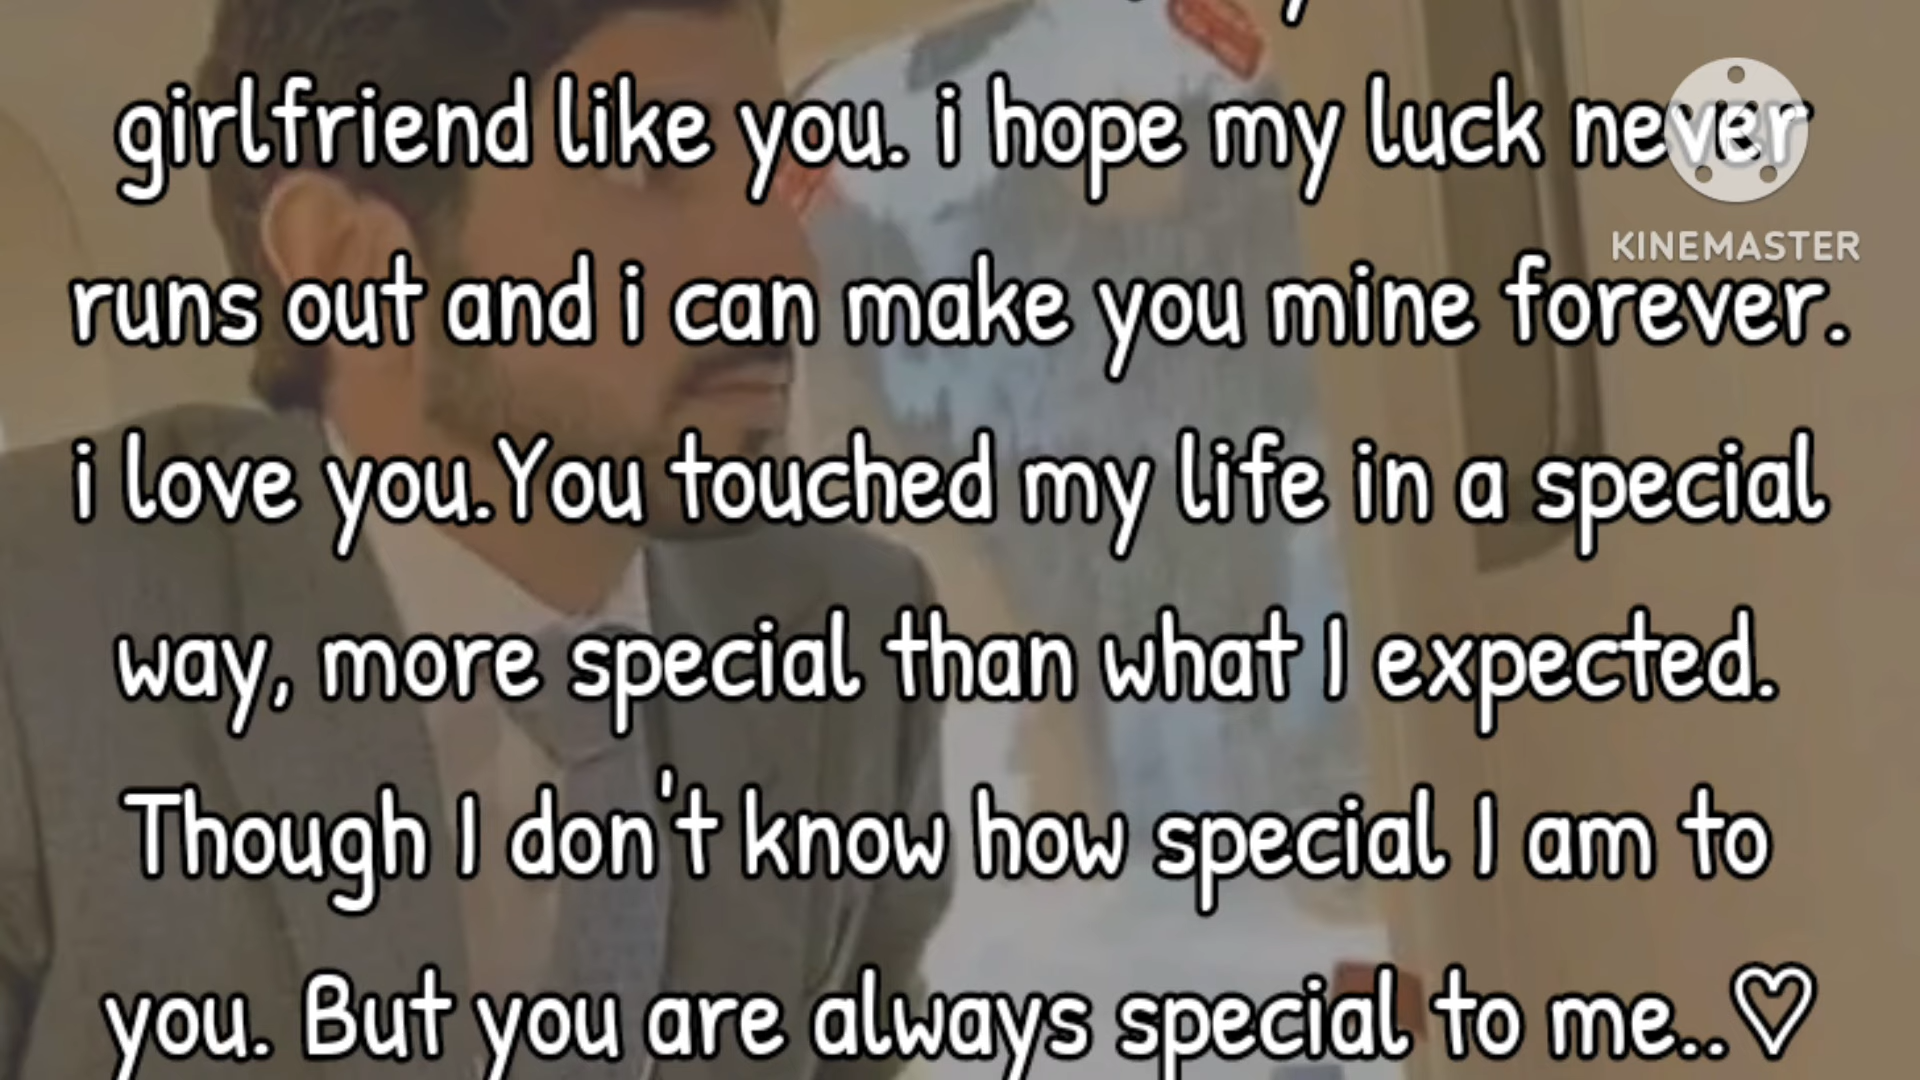 girlfriend like you. i hope my luck never
KINEMASTER
runs out and i can make you mine forever.
i love you.You touched my life in a special
way, more special than what I expected.
Though I don't know how special I am to
you. But you are always special to me..♡